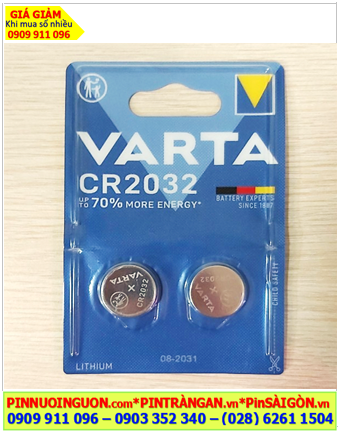 GIÁ GIẢM
Khi mua số nhiều
0909 911 096
VARTA
CR2032
UP TO 70% MORE ENERGY*
BATTERY EXPERTS
SINCE 1887
VARTA
CR2032
VARTA
CHILD SAFETY
LITHIUM
08-2031
PINNUOINGUON.com*PINTRÀNGAN.vn*PinSÀIGÒN.vn
0909 911 096 – 0903 352 340 – (028) 6261 1504